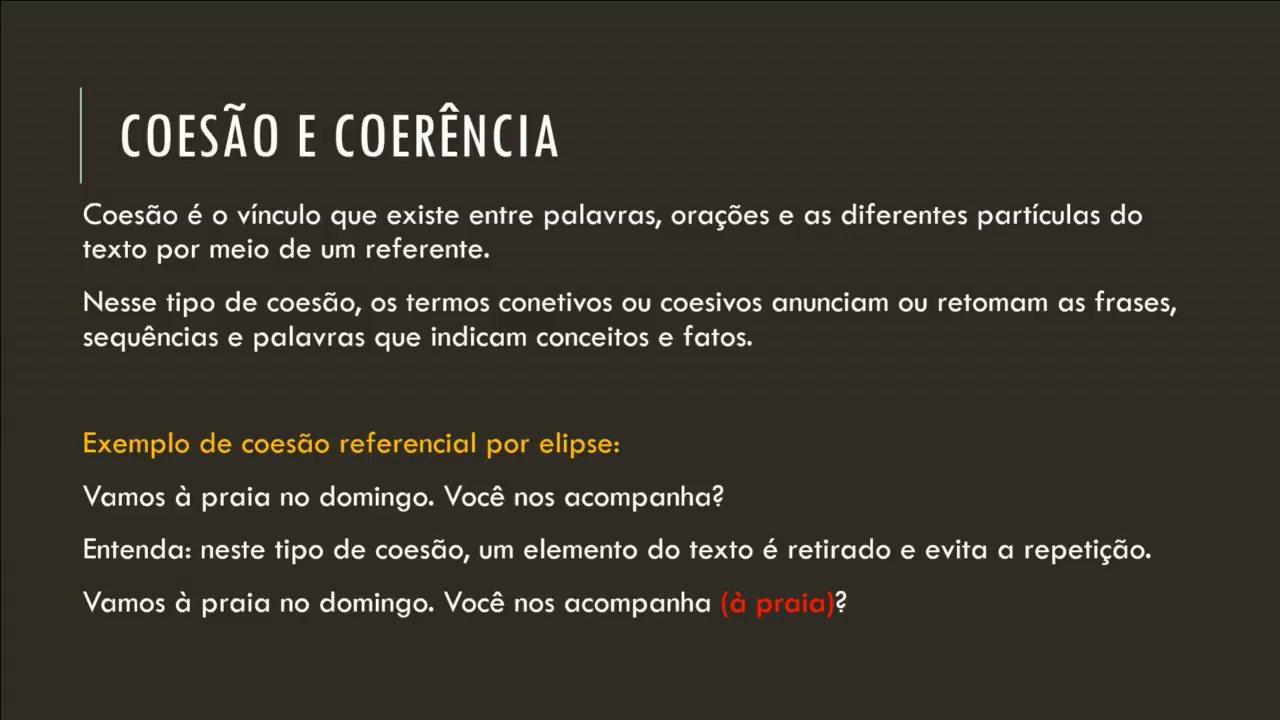 COESÃO E COERÊNCIA
Coesão é o vínculo que existe entre palavras, orações e as diferentes partículas do
texto por meio de um referente.
Nesse tipo de coesão, os termos conetivos ou coesivos anunciam ou retomam as frases,
sequências e palavras que indicam conceitos e fatos.
Exemplo de coesão referencial por elipse:
Vamos à praia no domingo. Você nos acompanha?
Entenda: neste tipo de coesão, um elemento do texto é retirado e evita a repetição.
Vamos à praia no domingo. Você nos acompanha (à praia)?